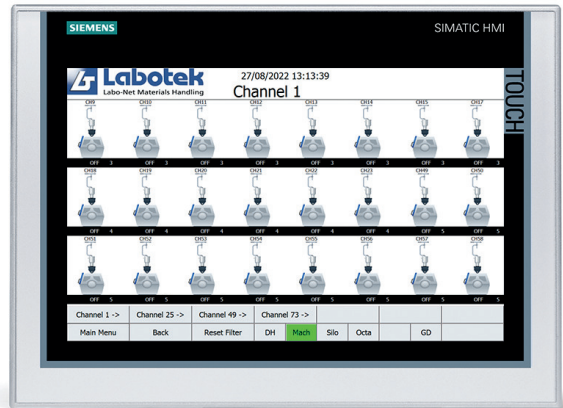 SIEMENS
SIMATIC HMI
TOUCH
Labotek
Labo-Net Materials Handling
27/08/2022 13:13:39
Channel 1
CH9 CH10 CH11 CH12 CH13 CH14 CH15 CH17
OFF 3 OFF 3 OFF 3 OFF 3 OFF 3 OFF 3 OFF 3 OFF 3
CH18 CH19 CH20 CH21 CH22 CH23 CH49 CH50
OFF 4 OFF 4 OFF 4 OFF 4 OFF 4 OFF 4 OFF 5 OFF 5
CH51 CH52 CH53 CH54 CH55 CH56 CH57 CH58
OFF 5 OFF 5 OFF 5 OFF 5 OFF 5 OFF 5 OFF 5 OFF 5
Channel 1 -> Channel 25 -> Channel 49 -> Channel 73 ->
Main Menu Back Reset Filter DH Mach Silo Octa GD